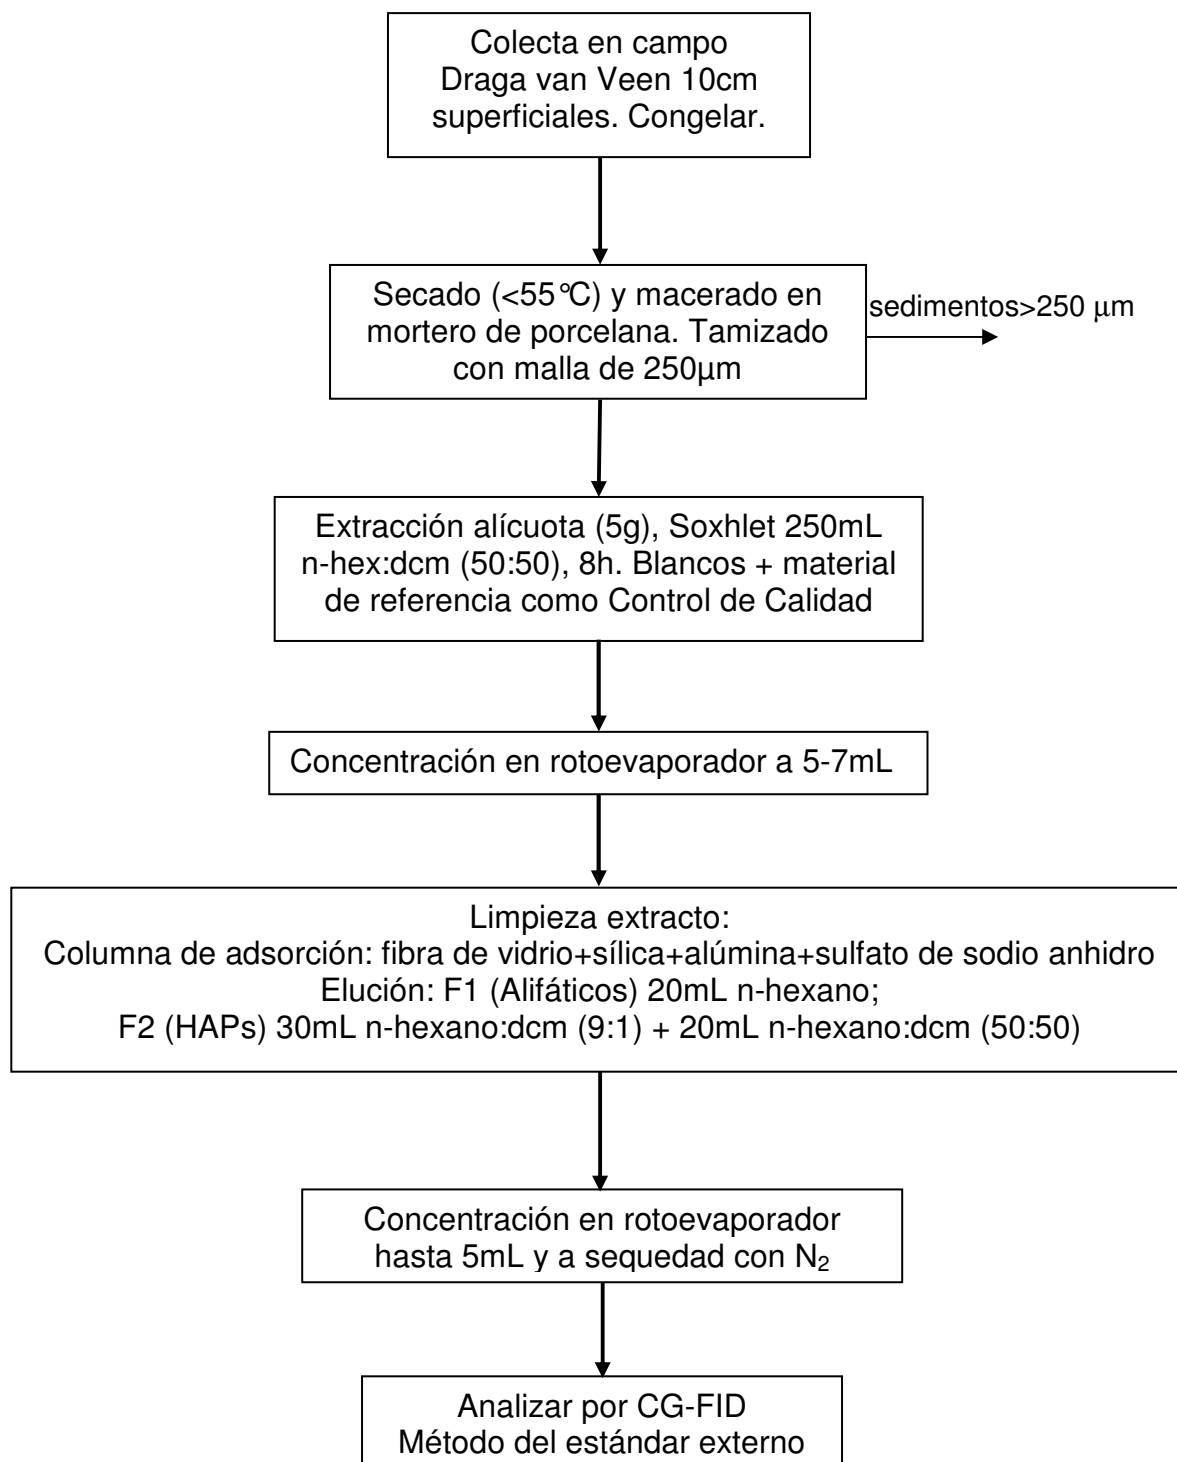 Colecta en campo
Draga van Veen 10cm
superficiales. Congelar.
Secado (<55°C) y macerado en
mortero de porcelana. Tamizado
con malla de 250µm
sedimentos>250 µm
Extracción alícuota (5g), Soxhlet 250mL
n-hex:dcm (50:50), 8h. Blancos + material
de referencia como Control de Calidad
Concentración en rotoevaporador a 5-7mL
Limpieza extracto:
Columna de adsorción: fibra de vidrio+sílica+alúmina+sulfato de sodio anhidro
Elución: F1 (Alifáticos) 20mL n-hexano;
F2 (HAPs) 30mL n-hexano:dcm (9:1) + 20mL n-hexano:dcm (50:50)
Concentración en rotoevaporador
hasta 5mL y a sequedad con N₂
Analizar por CG-FID
Método del estándar externo